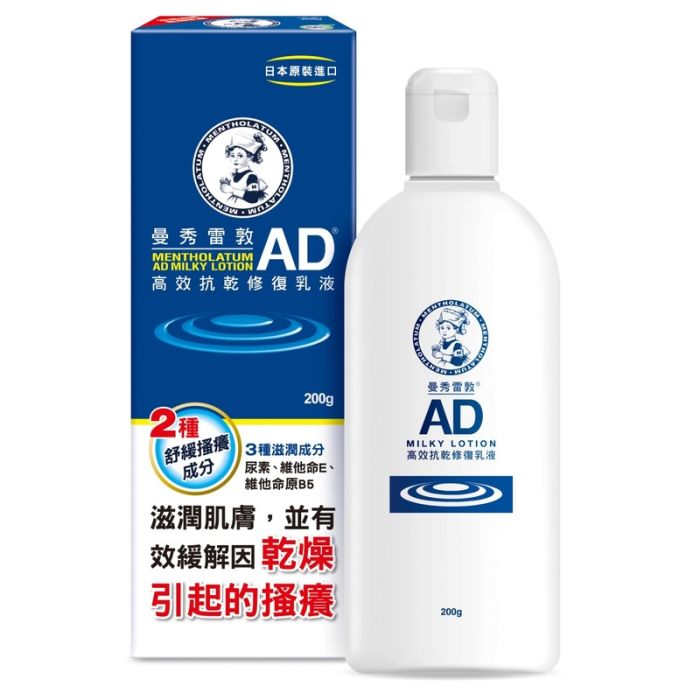 日本原裝進口
MENTHOLATUM · MENTHOLATUM · MENTHOLATUM
曼秀雷敦
MENTHOLATUM
AD MILKY LOTION
AD®
高效抗乾修復乳液
200g
2種
舒緩搔癢
成分
3種滋潤成分
尿素、維他命E、
維他命原B5
滋潤肌膚，並有
效緩解因乾燥
引起的搔癢
MENTHOLATUM · MENTHOLATUM · MENTHOLATUM
曼秀雷敦®
AD
MILKY LOTION
高效抗乾修復乳液
200g